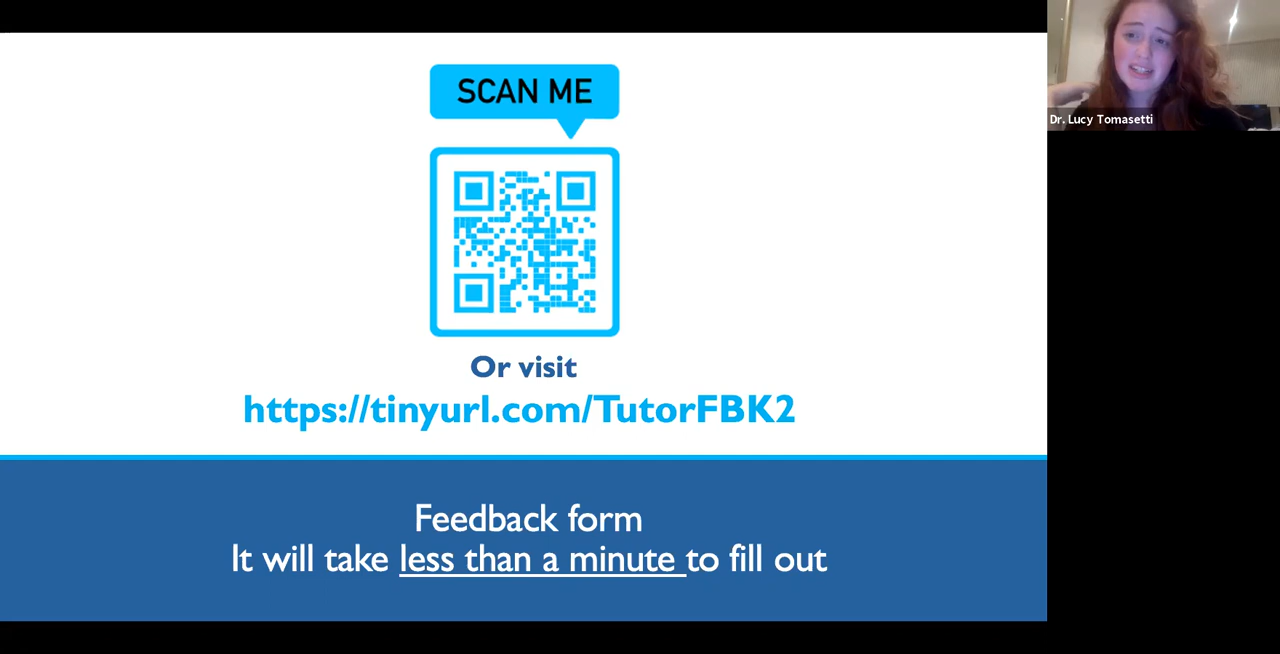 SCAN ME
Or visit
https://tinyurl.com/TutorFBK2
Feedback form
It will take less than a minute to fill out
Dr. Lucy Tomasetti